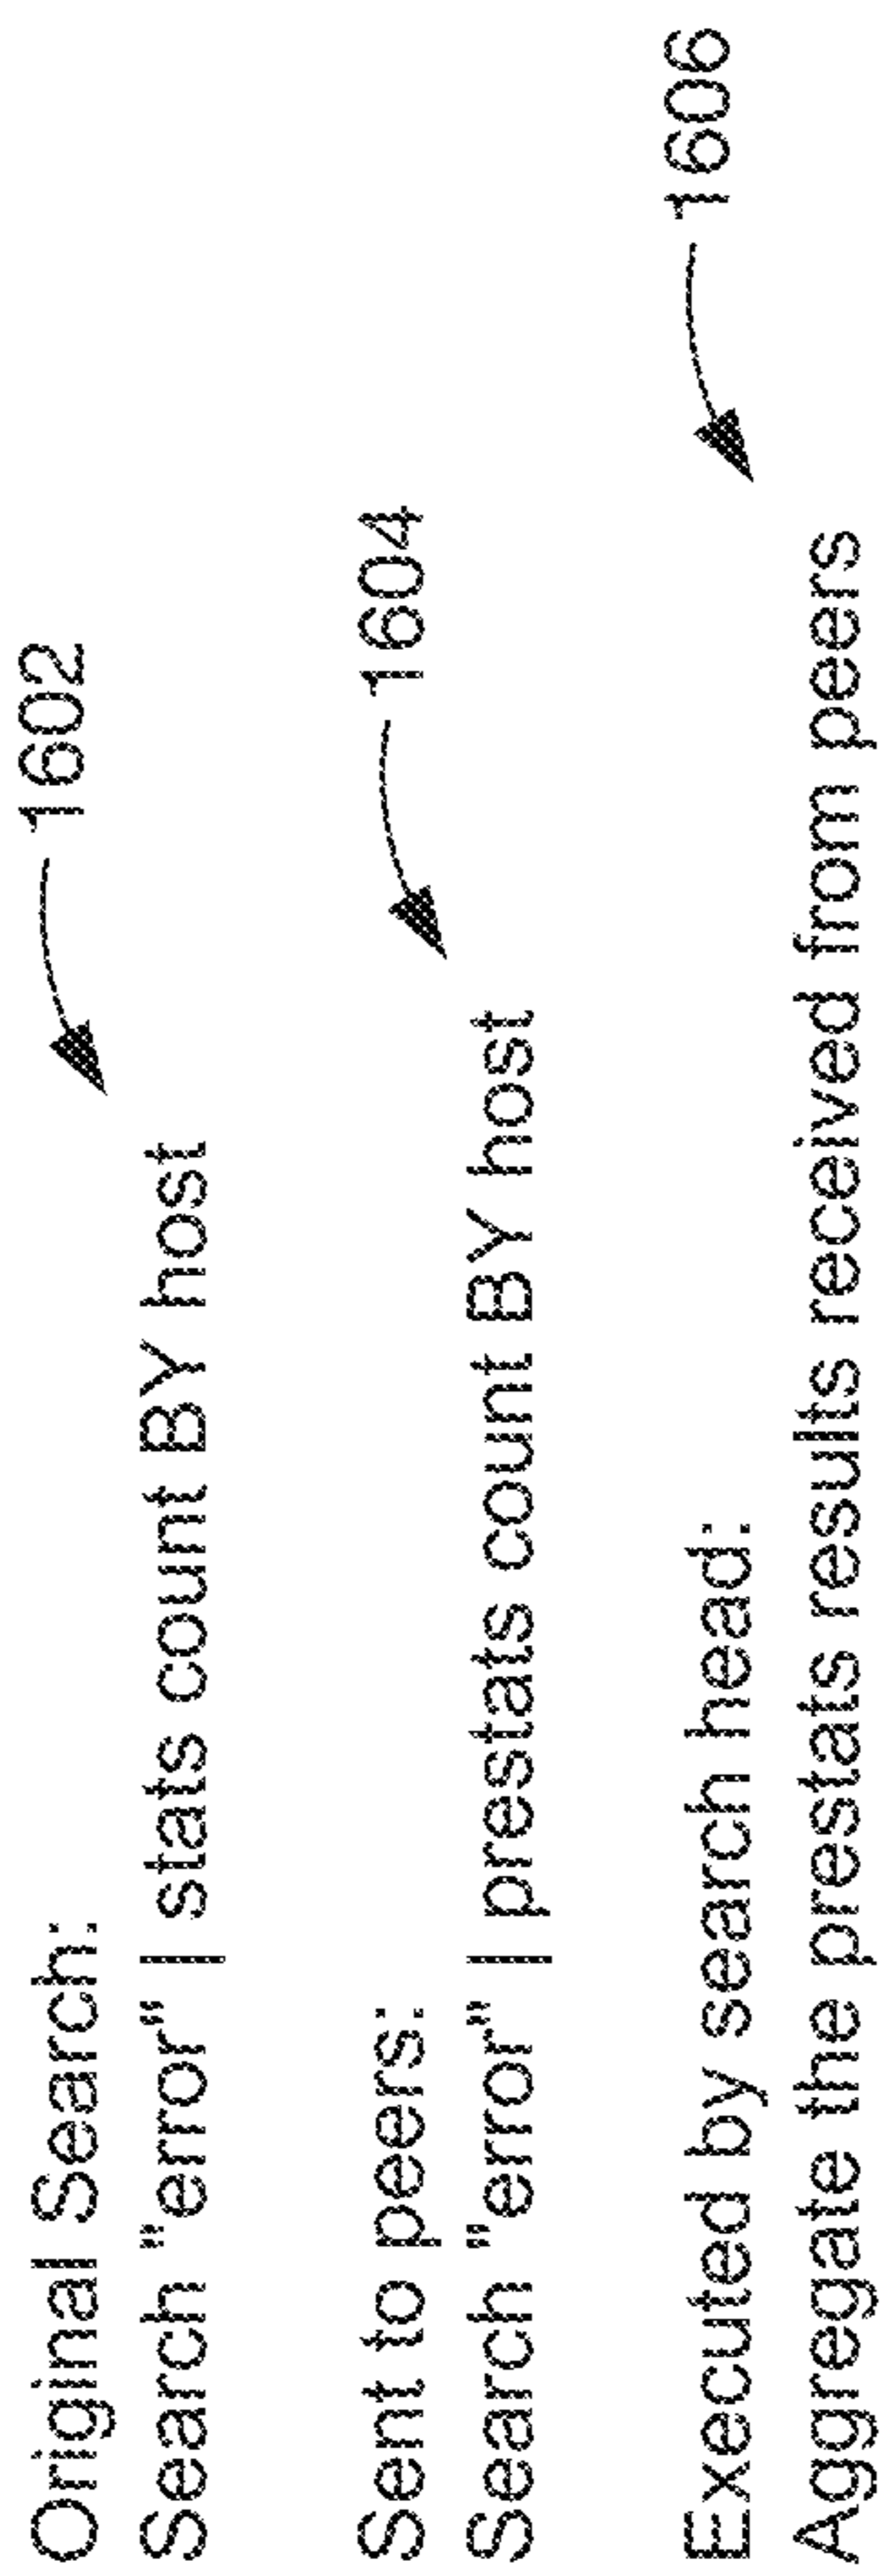 Original Search:
1602
Search "error" | stats count BY host
Sent to peers:
1604
Search "error" | prestats count BY host
Executed by search head:
1606
Aggregate the prestats results received from peers